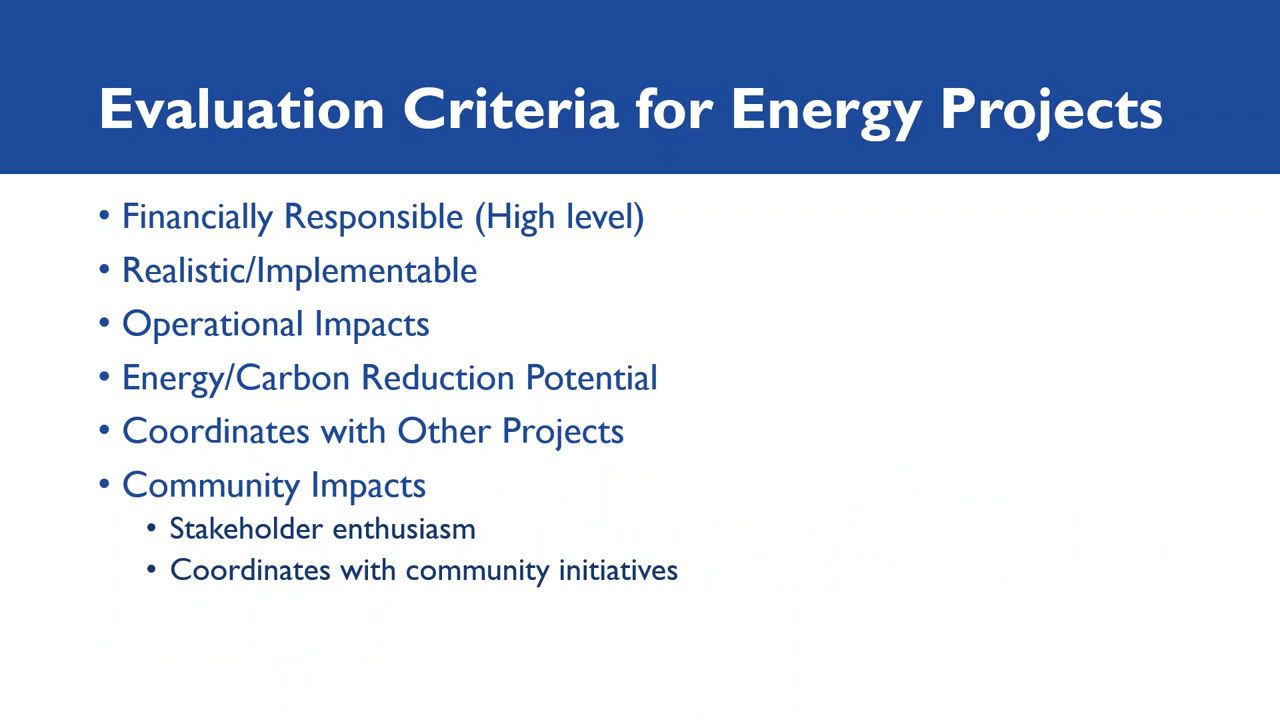 Evaluation Criteria for Energy Projects
• Financially Responsible (High level)
• Realistic/Implementable
• Operational Impacts
• Energy/Carbon Reduction Potential
• Coordinates with Other Projects
• Community Impacts
• Stakeholder enthusiasm
• Coordinates with community initiatives